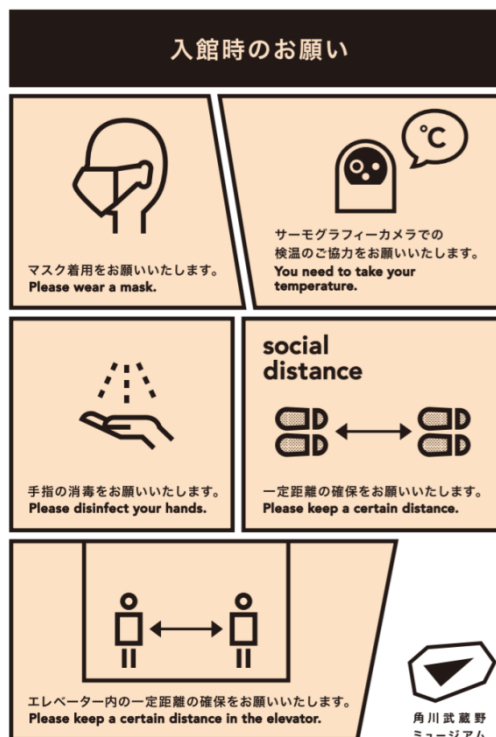 入館時のお願い
マスク着用をお願いいたします。
Please wear a mask.
℃
サーモグラフィーカメラでの
検温のご協力をお願いいたします。
You need to take your
temperature.
手指の消毒をお願いいたします。
Please disinfect your hands.
social
distance
一定距離の確保をお願いいたします。
Please keep a certain distance.
エレベーター内の一定距離の確保をお願いいたします。
Please keep a certain distance in the elevator.
角川武蔵野
ミュージアム